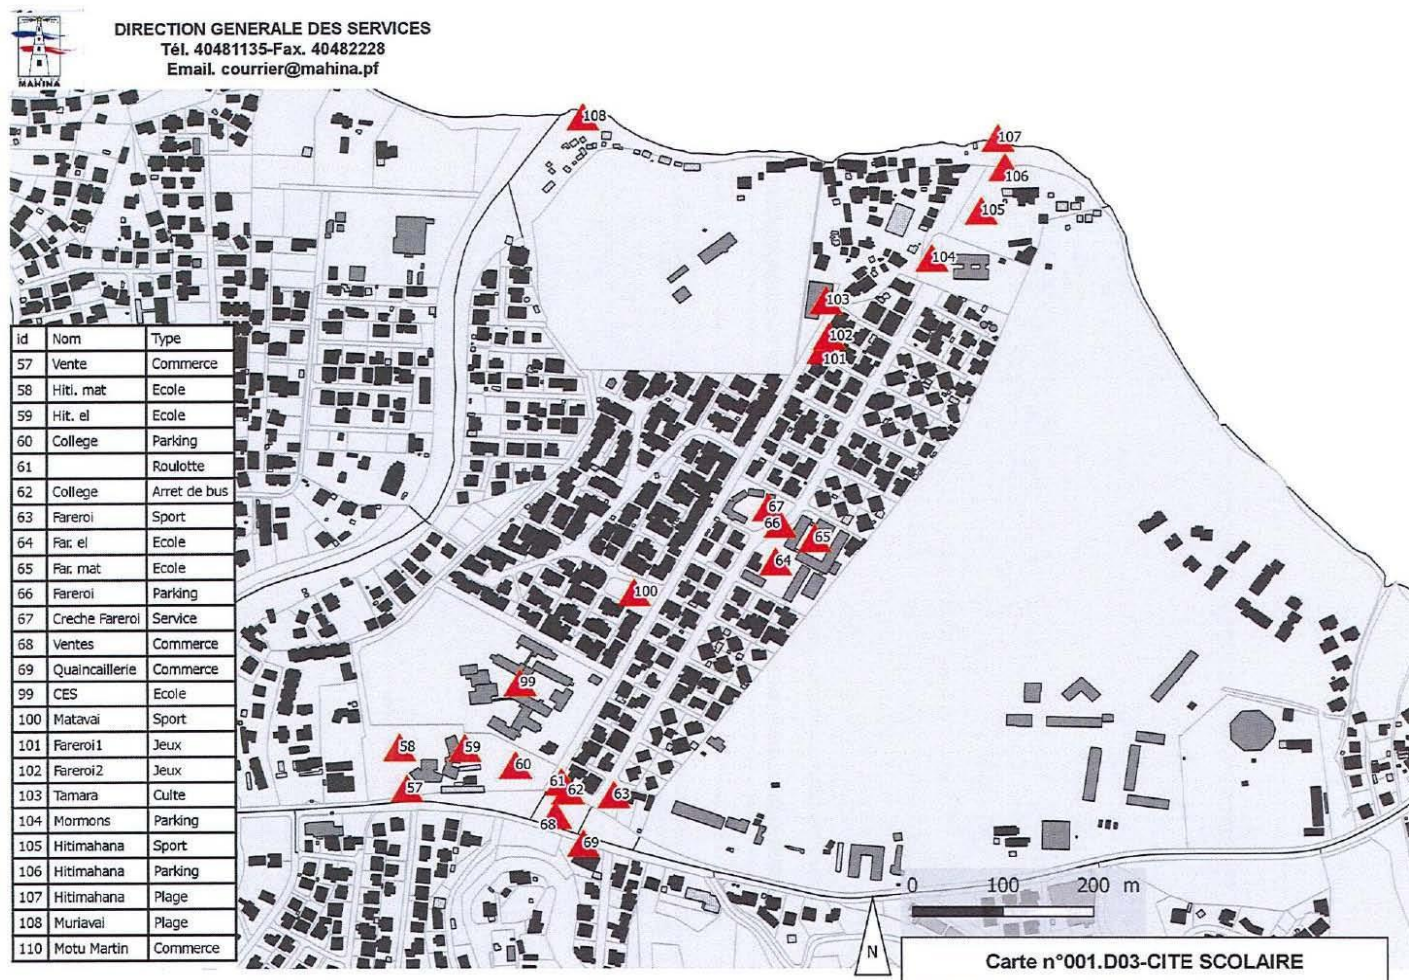 DIRECTION GENERALE DES SERVICES
Tél. 40481135-Fax. 40482228
Email. courrier@mahina.pf
MAHINA
id Nom Type
57 Vente Commerce
58 Hiti. mat Ecole
59 Hit. el Ecole
60 College Parking
61 Roulotte
62 College Arret de bus
63 Fareroi Sport
64 Far. el Ecole
65 Far. mat Ecole
66 Fareroi Parking
67 Creche Fareroi Service
68 Ventes Commerce
69 Quaincaillerie Commerce
99 CES Ecole
100 Matavai Sport
101 Fareroi1 Jeux
102 Fareroi2 Jeux
103 Tamara Culte
104 Mormons Parking
105 Hitimahana Sport
106 Hitimahana Parking
107 Hitimahana Plage
108 Muriavai Plage
110 Motu Martin Commerce
108
107
106
105
104
103
102
101
67
66
65
64
100
99
58
59
60
57
61
62
63
68
69
0 100 200 m
N
Carte n°001.D03-CITE SCOLAIRE